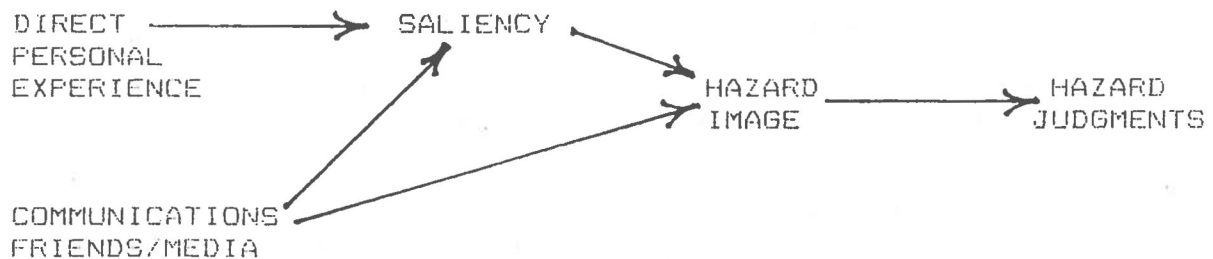 DIRECT
PERSONAL
EXPERIENCE
SALIENCY
HAZARD
IMAGE
HAZARD
JUDGMENTS
COMMUNICATIONS
FRIENDS/MEDIA